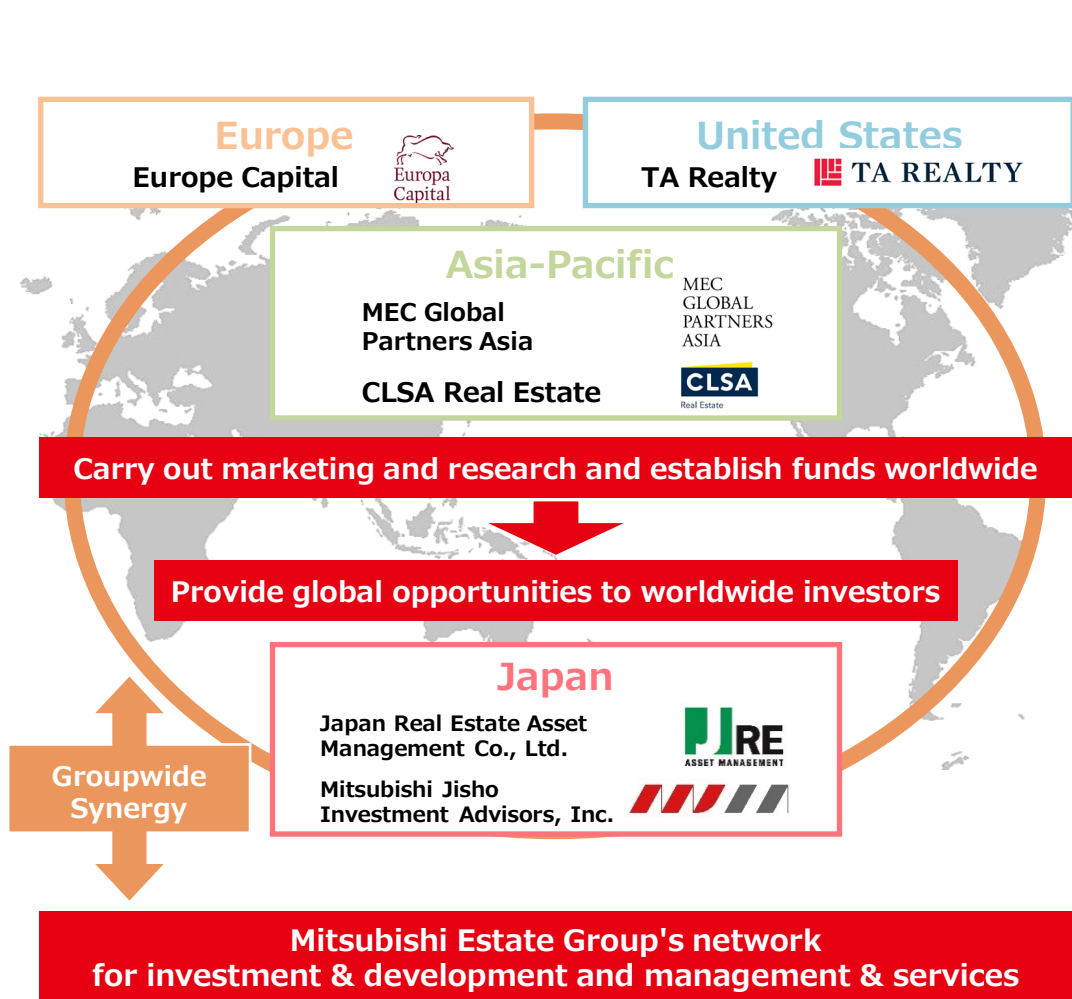 Europe
Europe Capital
Europa
Capital
United States
TA Realty
TA REALTY
Asia-Pacific
MEC Global
Partners Asia
MEC
GLOBAL
PARTNERS
ASIA
CLSA Real Estate
CLSA
Real Estate
Carry out marketing and research and establish funds worldwide
Provide global opportunities to worldwide investors
Japan
Japan Real Estate Asset
Management Co., Ltd.
JRE
ASSET MANAGEMENT
Mitsubishi Jisho
Investment Advisors, Inc.
Groupwide
Synergy
Mitsubishi Estate Group's network
for investment & development and management & services